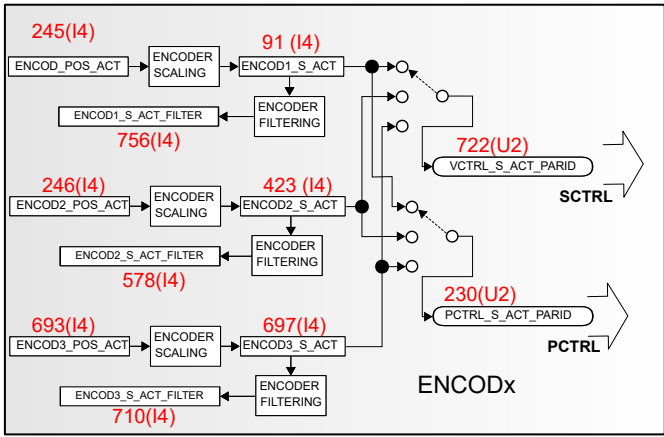 245(I4)
91 (I4)
ENCOD_POS_ACT
ENCODER
SCALING
ENCOD1_S_ACT
ENCOD1_S_ACT_FILTER
ENCODER
FILTERING
756(I4)
722(U2)
VCTRL_S_ACT_PARID
SCTRL
246(I4)
423 (I4)
ENCOD2_POS_ACT
ENCODER
SCALING
ENCOD2_S_ACT
ENCOD2_S_ACT_FILTER
ENCODER
FILTERING
578(I4)
230(U2)
PCTRL_S_ACT_PARID
PCTRL
693(I4)
697(I4)
ENCOD3_POS_ACT
ENCODER
SCALING
ENCOD3_S_ACT
ENCOD3_S_ACT_FILTER
ENCODER
FILTERING
710(I4)
ENCODx